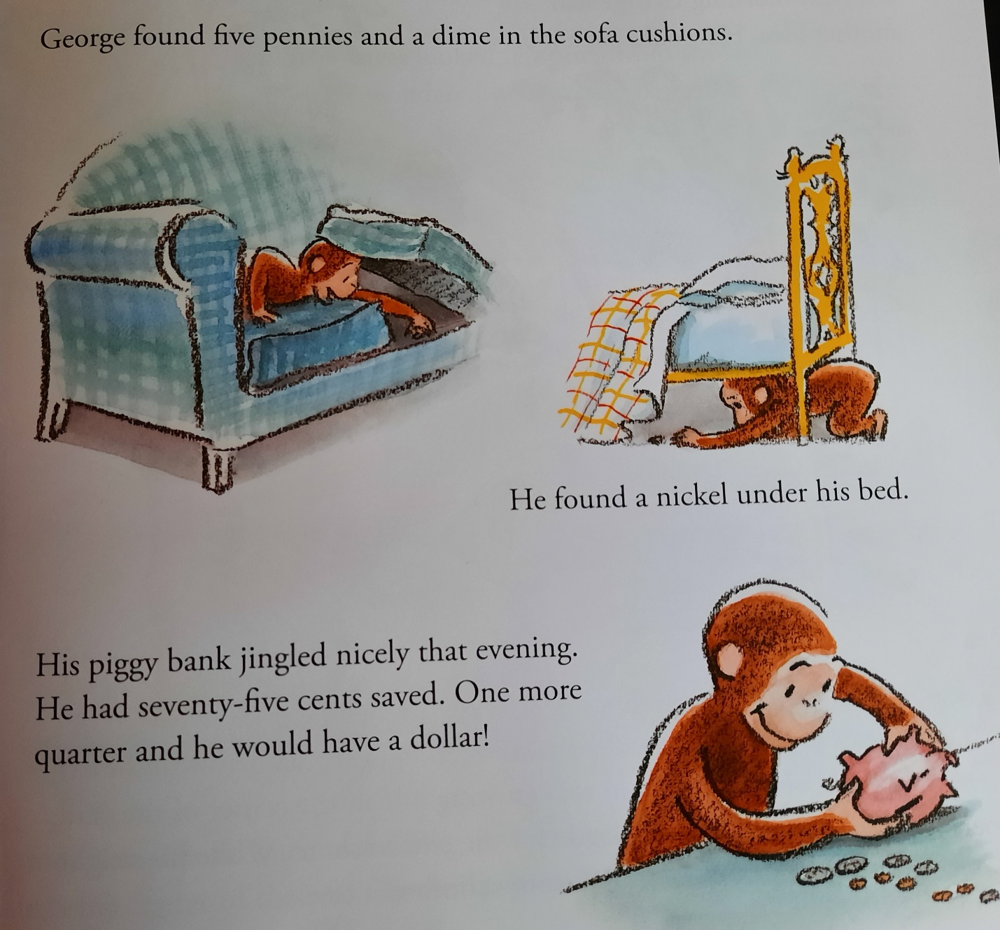 George found five pennies and a dime in the sofa cushions.
He found a nickel under his bed.
His piggy bank jingled nicely that evening.
He had seventy-five cents saved. One more
quarter and he would have a dollar!